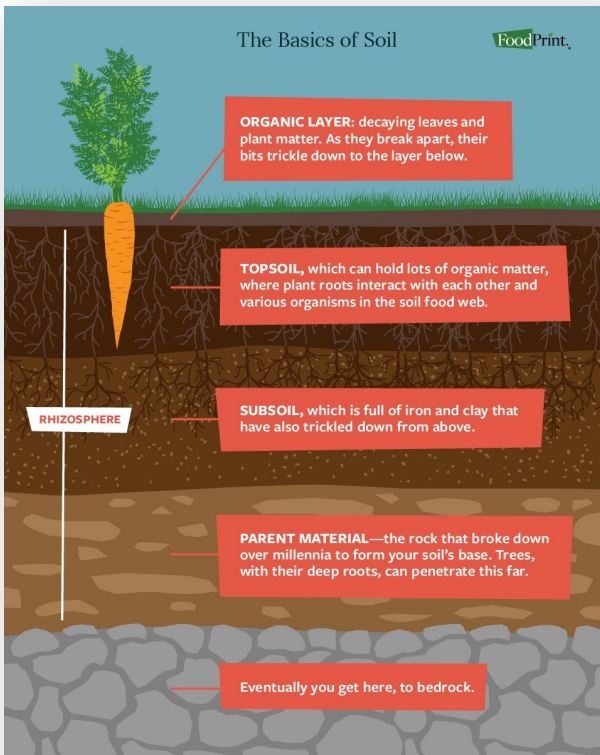 The Basics of Soil
FoodPrint.
ORGANIC LAYER: decaying leaves and
plant matter. As they break apart, their
bits trickle down to the layer below.
TOPSOIL, which can hold lots of organic matter,
where plant roots interact with each other and
various organisms in the soil food web.
RHIZOSPHERE
SUBSOIL, which is full of iron and clay that
have also trickled down from above.
PARENT MATERIAL—the rock that broke down
over millennia to form your soil's base. Trees,
with their deep roots, can penetrate this far.
Eventually you get here, to bedrock.